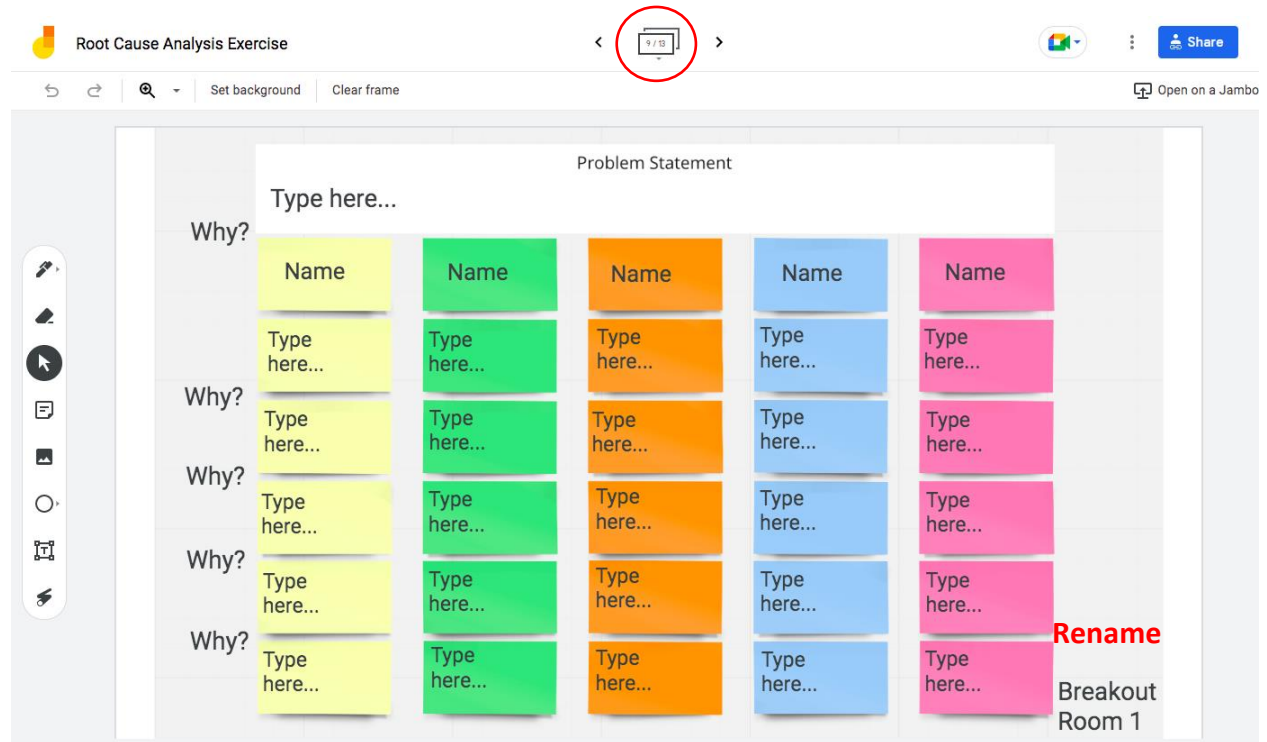 Root Cause Analysis Exercise
9 / 13
Share
Set background
Clear frame
Open on a Jambo
Problem Statement
Type here...
Why?
Name Name Name Name Name
Type Type Type Type Type
here... here... here... here... here...
Why?
Type Type Type Type Type
here... here... here... here... here...
Why?
Type Type Type Type Type
here... here... here... here... here...
Why?
Type Type Type Type Type
here... here... here... here... here...
Why?
Rename
Type Type Type Type Type
here... here... here... here... here...
Breakout
Room 1